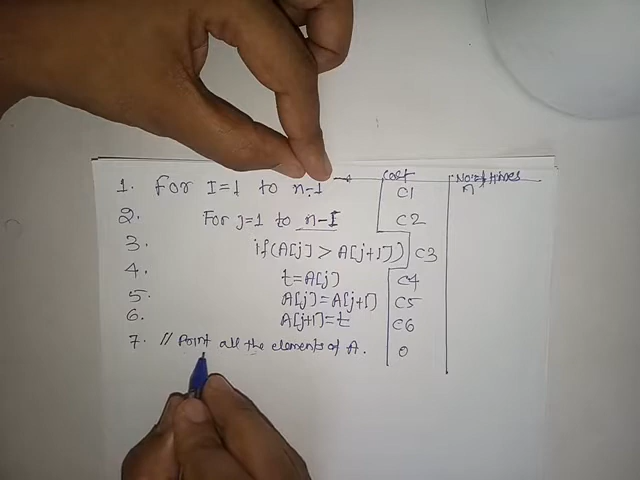 Cost No. of times
1. For I=1 to n-1 C1 n
2. For j=1 to n-I C2
3. if(A[j] > A[j+1]) C3
4. t=A[j] C4
5. A[j]=A[j+1] C5
6. A[j+1]=t C6
7. // Print all the elements of A. 0